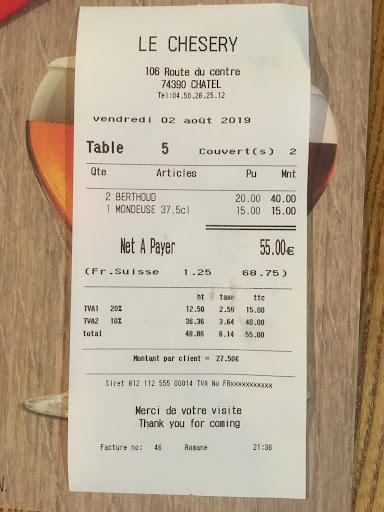 LE CHESERY
106 Route du centre
74390 CHATEL
Tel:04.50.26.25.12
vendredi 02 août 2019
Table 5 Couvert(s) 2
Qte Articles Pu Mnt
2 BERTHOUD 20.00 40.00
1 MONDEUSE 37.5cl 15.00 15.00
Net A Payer 55.00€
(Fr.Suisse 1.25 68.75)
ht taxe ttc
TVA1 20% 12.50 2.50 15.00
TVA2 10% 36.36 3.64 40.00
total 48.86 6.14 55.00
Montant par client = 27.50€
Siret 812 112 555 00014 TVA No FRxxxxxxxxxxx
Merci de votre visite
Thank you for coming
Facture no: 46 Romane 21:36